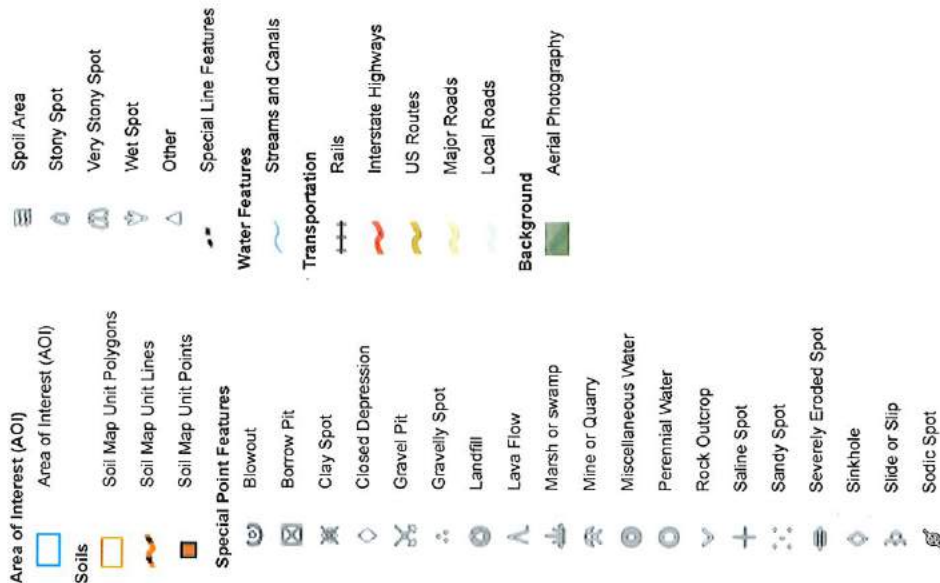 Area of Interest (AOI)
Area of Interest (AOI)
Soils
Soil Map Unit Polygons
Soil Map Unit Lines
Soil Map Unit Points
Special Point Features
Blowout
Borrow Pit
Clay Spot
Closed Depression
Gravel Pit
Gravelly Spot
Landfill
Lava Flow
Marsh or swamp
Mine or Quarry
Miscellaneous Water
Perennial Water
Rock Outcrop
Saline Spot
Sandy Spot
Severely Eroded Spot
Sinkhole
Slide or Slip
Sodic Spot
Spoil Area
Stony Spot
Very Stony Spot
Wet Spot
Other
Special Line Features
Water Features
Streams and Canals
Transportation
Rails
Interstate Highways
US Routes
Major Roads
Local Roads
Background
Aerial Photography